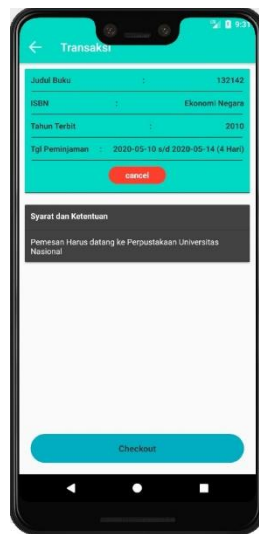 9:31
Transaksi
Judul Buku : 132142
ISBN : Ekonomi Negara
Tahun Terbit : 2010
Tgl Peminjaman : 2020-05-10 s/d 2020-05-14 (4 Hari)
cancel
Syarat dan Ketentuan
Pemesan Harus datang ke Perpustakaan Universitas
Nasional
Checkout